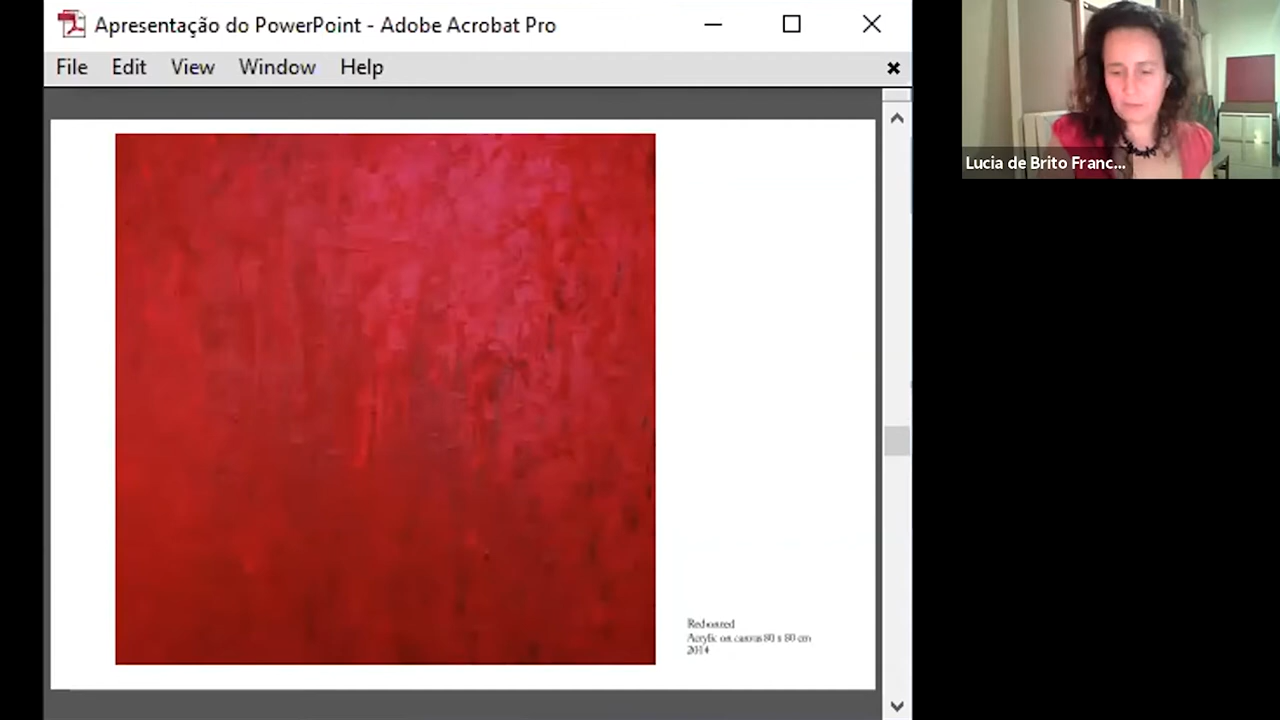 Apresentação do PowerPoint - Adobe Acrobat Pro
File Edit View Window Help
Lucia de Brito Franc...
Redonred
Acrylic on canvas 80 x 80 cm
2014